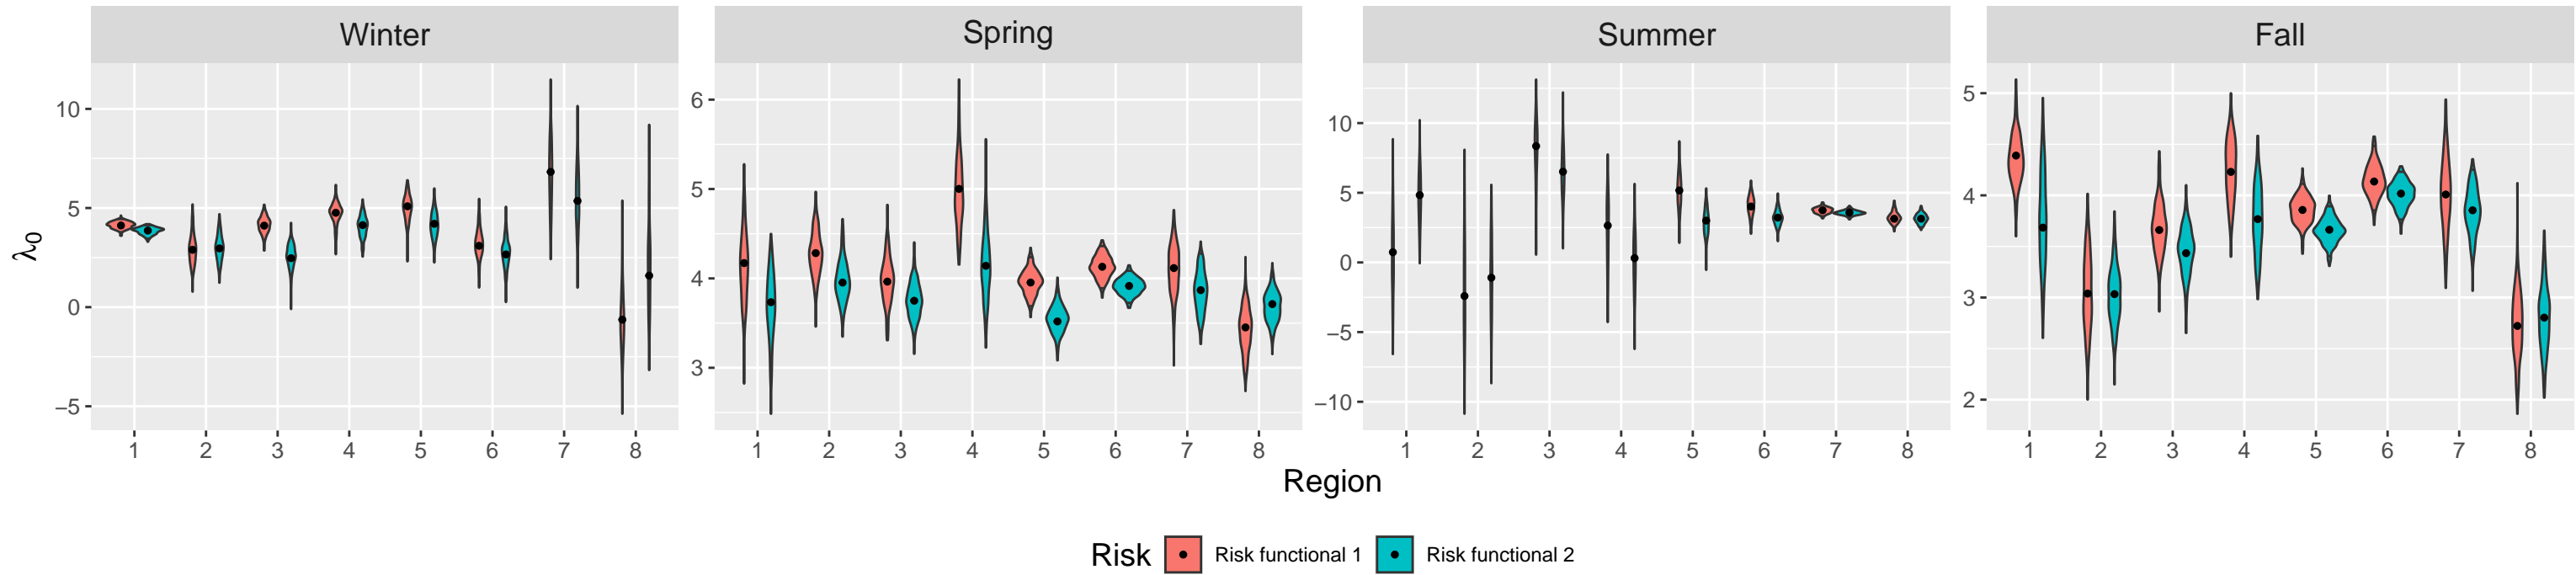 Winter Spring Summer Fall
10 5 0 −5
6 5 4 3
10 5 0 −5 −10
5 4 3 2
λ0
1 2 3 4 5 6 7 8
1 2 3 4 5 6 7 8
1 2 3 4 5 6 7 8
1 2 3 4 5 6 7 8
Region
Risk Risk functional 1 Risk functional 2